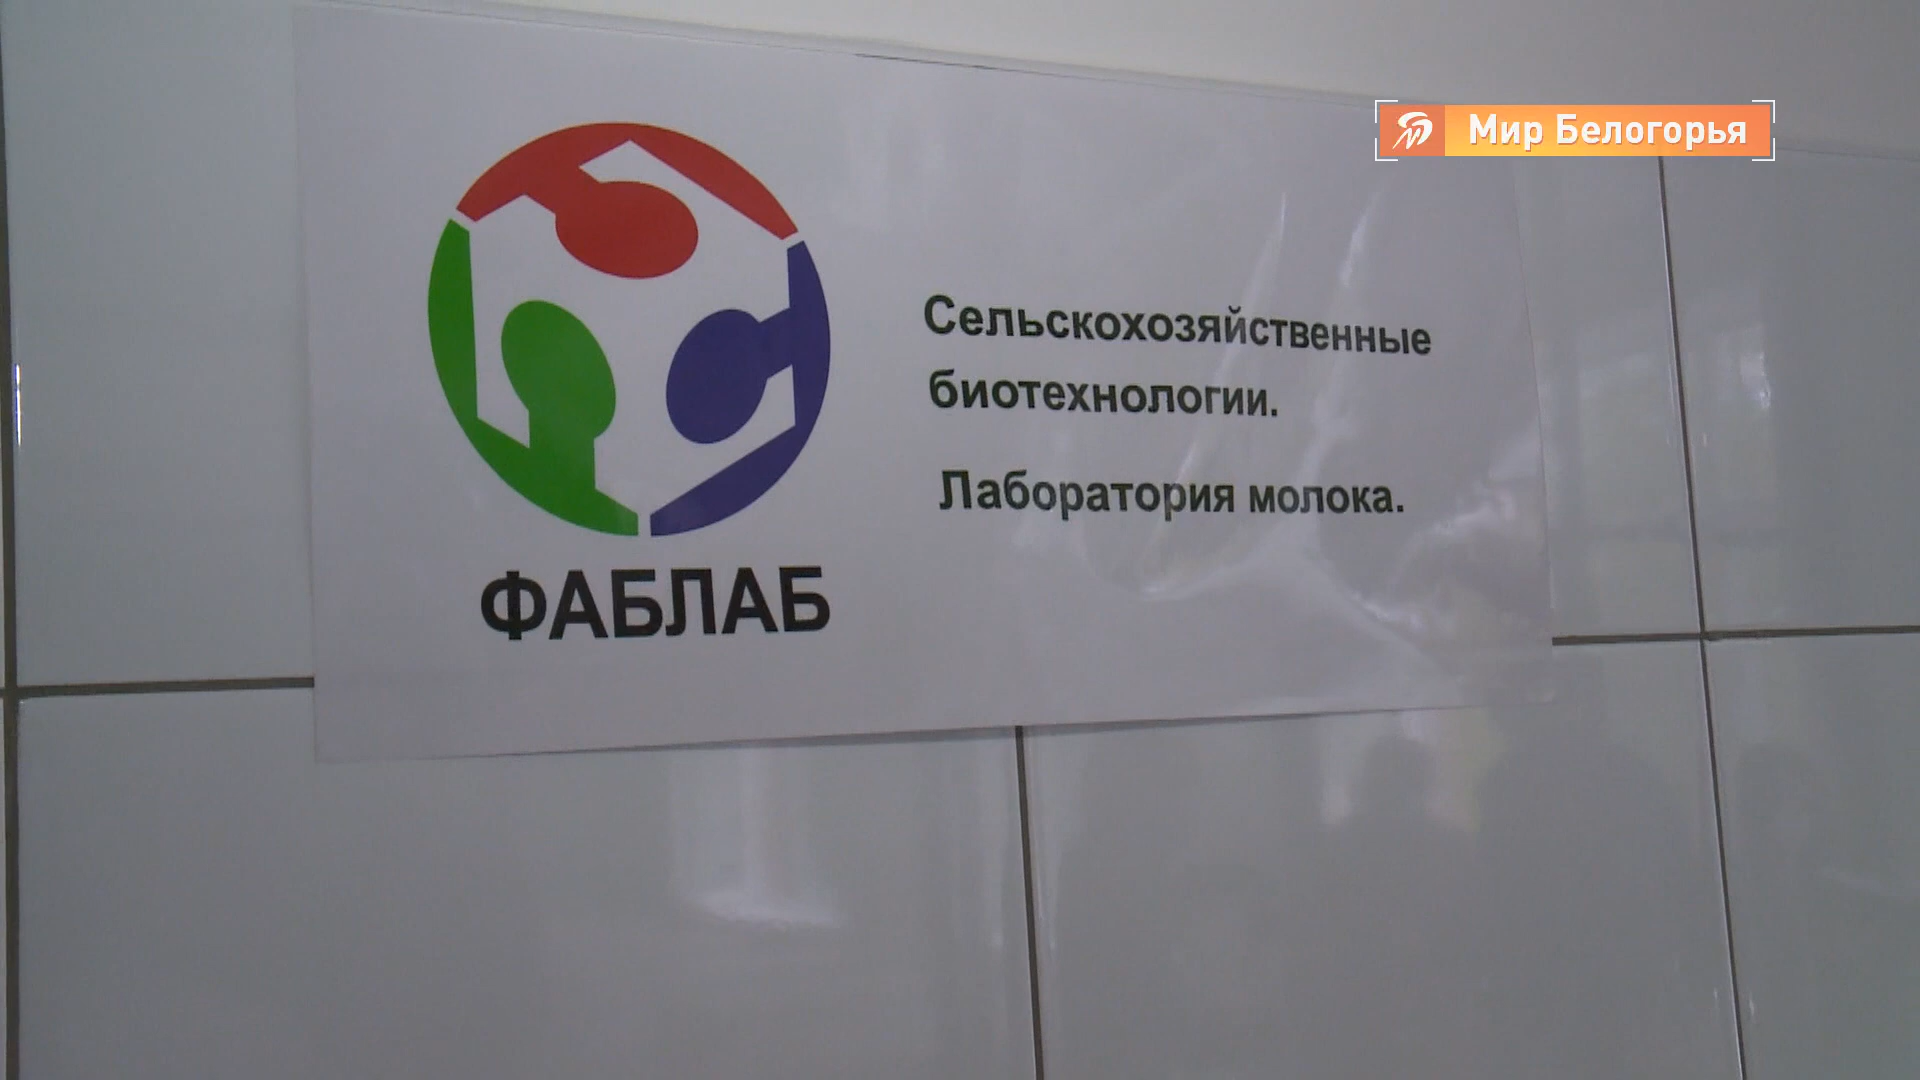 Мир Белогорья
Сельскохозяйственные
биотехнологии.
Лаборатория молока.
ФАБЛАБ